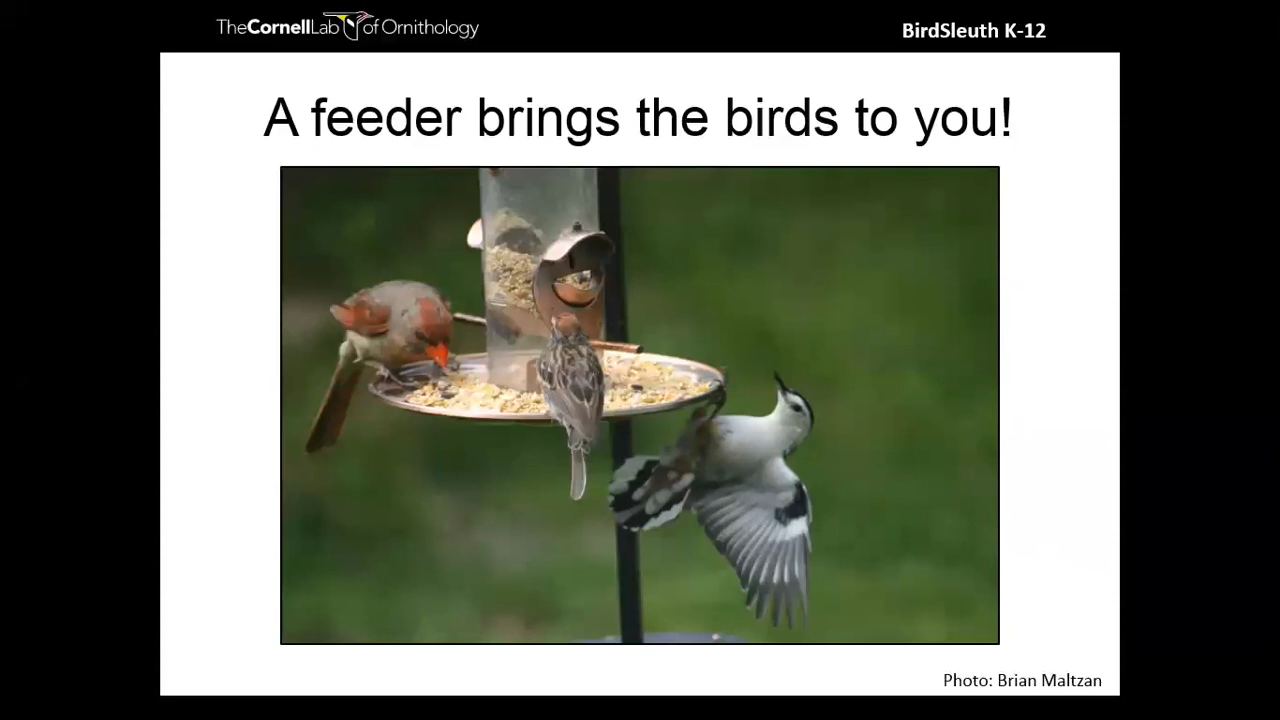 TheCornellLab of Ornithology
BirdSleuth K-12
A feeder brings the birds to you!
Photo: Brian Maltzan